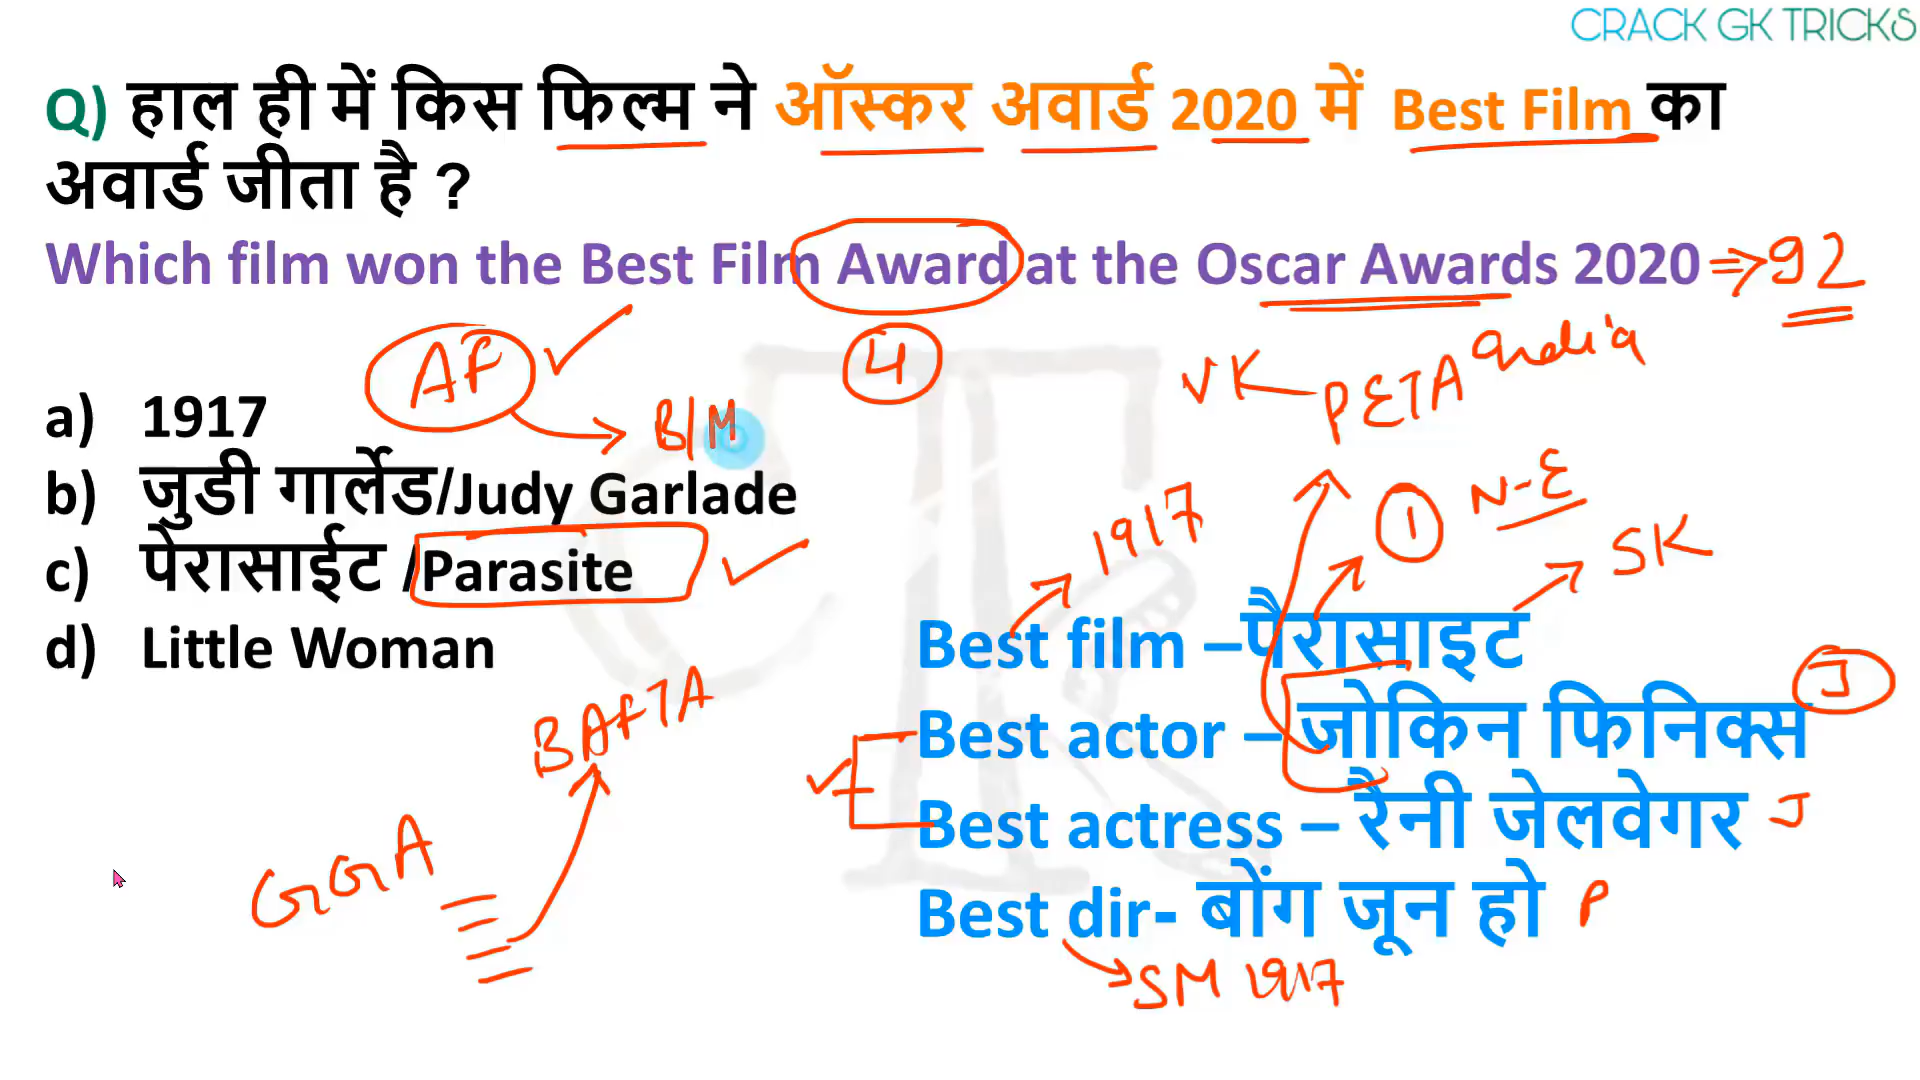 CRACK GK TRICKS
Q) हाल ही में किस फिल्म ने ऑस्कर अवार्ड 2020 में Best Film का
अवार्ड जीता है ?
Which film won the Best Film Award at the Oscar Awards 2020 ⇒ 92
AF
4
VK PETA India
a) 1917
B/M
b) जुडी गार्लेड/Judy Garlade
1917
1
N-E
SK
c) पेरासाईट /Parasite
d) Little Woman
Best film –पैरासाइट
Best actor – जोकिन फिनिक्स J
BAFTA
Best actress – रैनी जेलवेगर J
GGA
Best dir- बोंग जून हो P
SM 1917